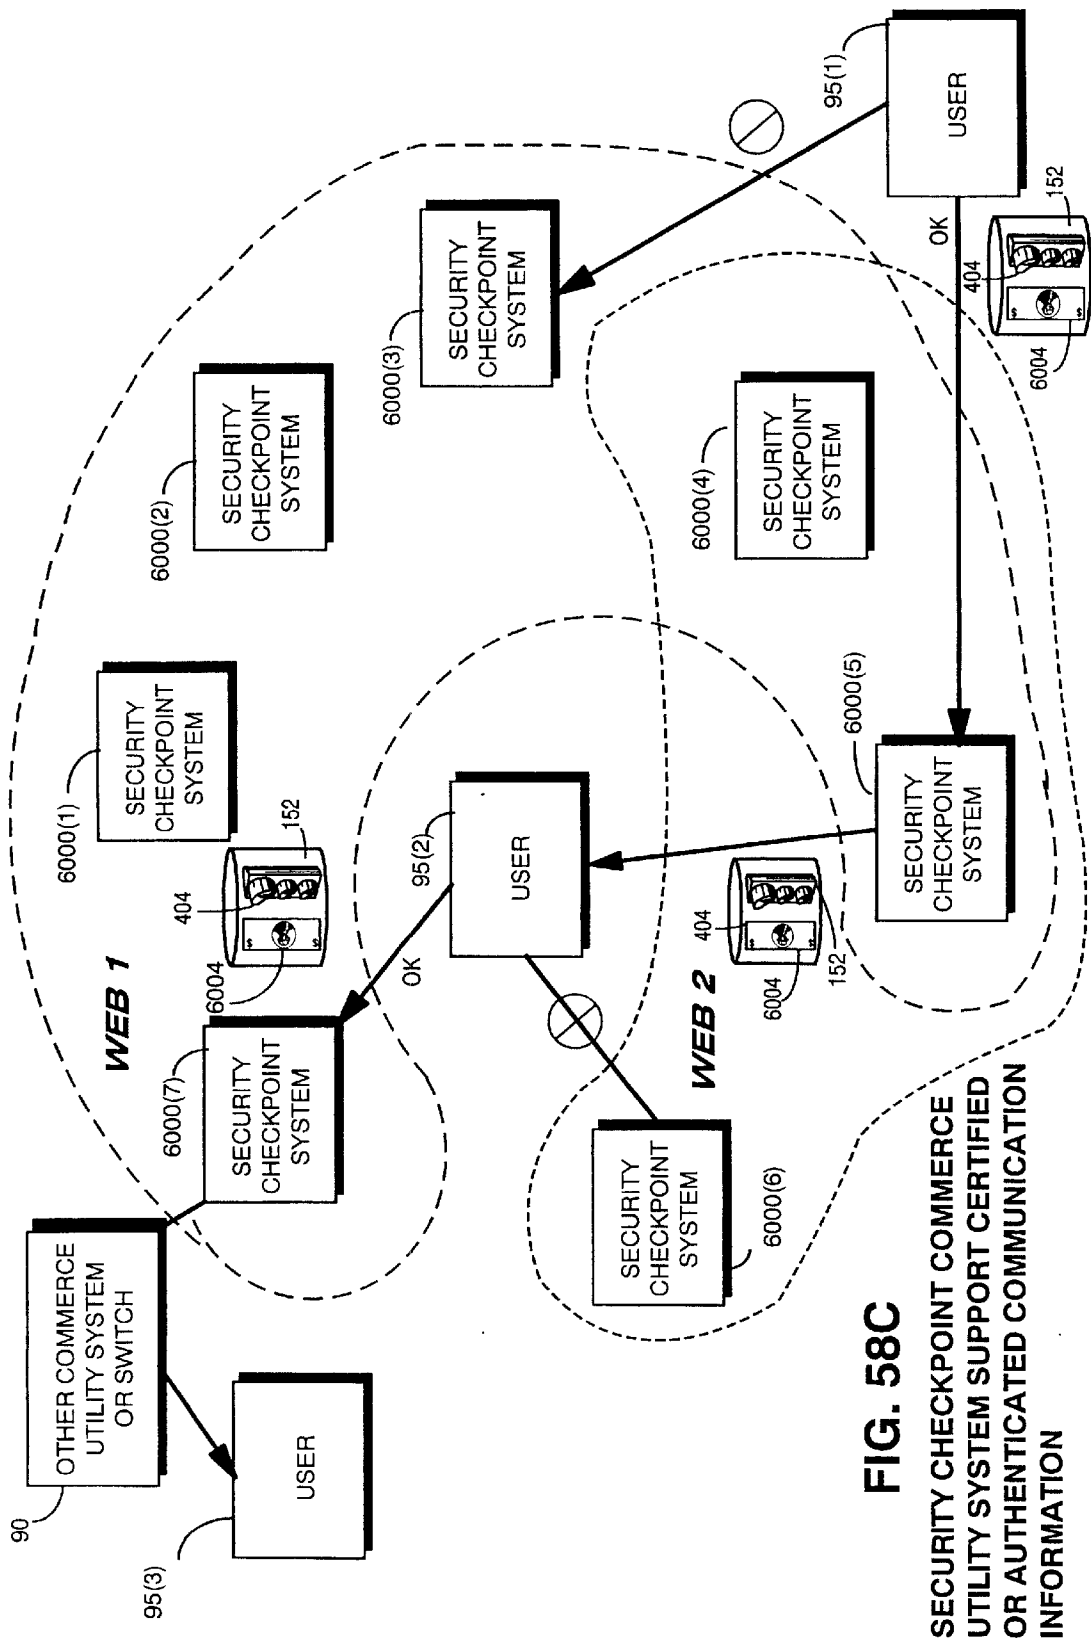 90
OTHER COMMERCE
UTILITY SYSTEM
OR SWITCH
95(3)
USER
WEB 1
6000(7)
SECURITY
CHECKPOINT
SYSTEM
6000(1)
SECURITY
CHECKPOINT
SYSTEM
404
152
6004
$
$
6000(2)
SECURITY
CHECKPOINT
SYSTEM
6000(3)
SECURITY
CHECKPOINT
SYSTEM
OK
95(2)
USER
95(1)
USER
OK
404
152
6004
$
$
6000(4)
SECURITY
CHECKPOINT
SYSTEM
WEB 2
404
6004
152
$
$
6000(5)
SECURITY
CHECKPOINT
SYSTEM
SECURITY
CHECKPOINT
SYSTEM
6000(6)
FIG. 58C
SECURITY CHECKPOINT COMMERCE
UTILITY SYSTEM SUPPORT CERTIFIED
OR AUTHENTICATED COMMUNICATION
INFORMATION